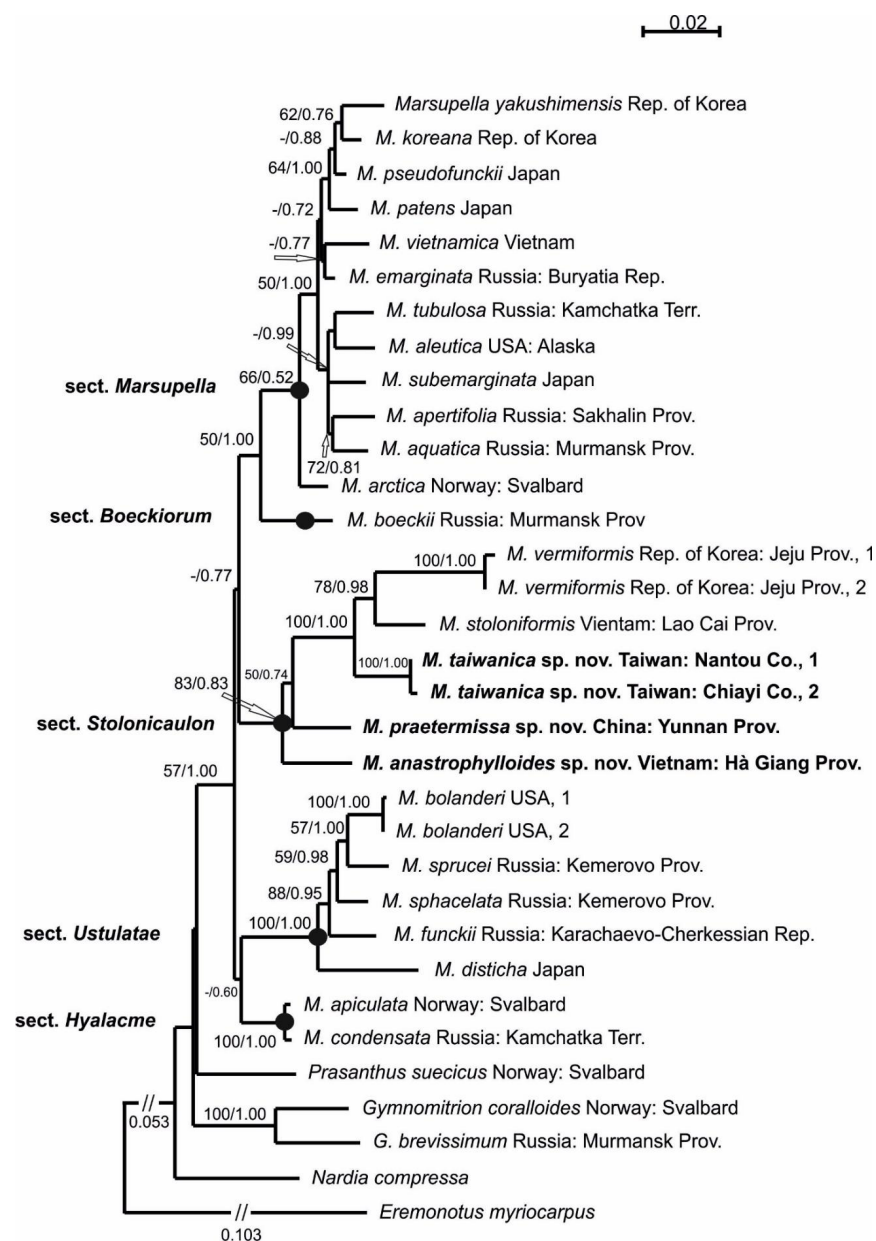 0.02
62/0.76
Marsupella yakushimensis Rep. of Korea
-/0.88
M. koreana Rep. of Korea
64/1.00
M. pseudofunckii Japan
-/0.72
M. patens Japan
-/0.77
M. vietnamica Vietnam
50/1.00
M. emarginata Russia: Buryatia Rep.
M. tubulosa Russia: Kamchatka Terr.
-/0.99
M. aleutica USA: Alaska
sect. Marsupella
66/0.52
M. subemarginata Japan
M. apertifolia Russia: Sakhalin Prov.
50/1.00
M. aquatica Russia: Murmansk Prov.
72/0.81
M. arctica Norway: Svalbard
sect. Boeckiorum
M. boeckii Russia: Murmansk Prov
100/1.00
M. vermiformis Rep. of Korea: Jeju Prov., 1
-/0.77
78/0.98
M. vermiformis Rep. of Korea: Jeju Prov., 2
100/1.00
M. stoloniformis Vientam: Lao Cai Prov.
50/0.74
100/1.00
M. taiwanica sp. nov. Taiwan: Nantou Co., 1
83/0.83
M. taiwanica sp. nov. Taiwan: Chiayi Co., 2
sect. Stolonicaulon
M. praetermissa sp. nov. China: Yunnan Prov.
57/1.00
M. anastrophylloides sp. nov. Vietnam: Hà Giang Prov.
100/1.00
M. bolanderi USA, 1
57/1.00
M. bolanderi USA, 2
59/0.98
M. sprucei Russia: Kemerovo Prov.
88/0.95
M. sphacelata Russia: Kemerovo Prov.
sect. Ustulatae
100/1.00
M. funckii Russia: Karachaevo-Cherkessian Rep.
M. disticha Japan
-/0.60
sect. Hyalacme
M. apiculata Norway: Svalbard
100/1.00
M. condensata Russia: Kamchatka Terr.
Prasanthus suecicus Norway: Svalbard
//
0.053
100/1.00
Gymnomitrion coralloides Norway: Svalbard
G. brevissimum Russia: Murmansk Prov.
Nardia compressa
//
0.103
Eremonotus myriocarpus